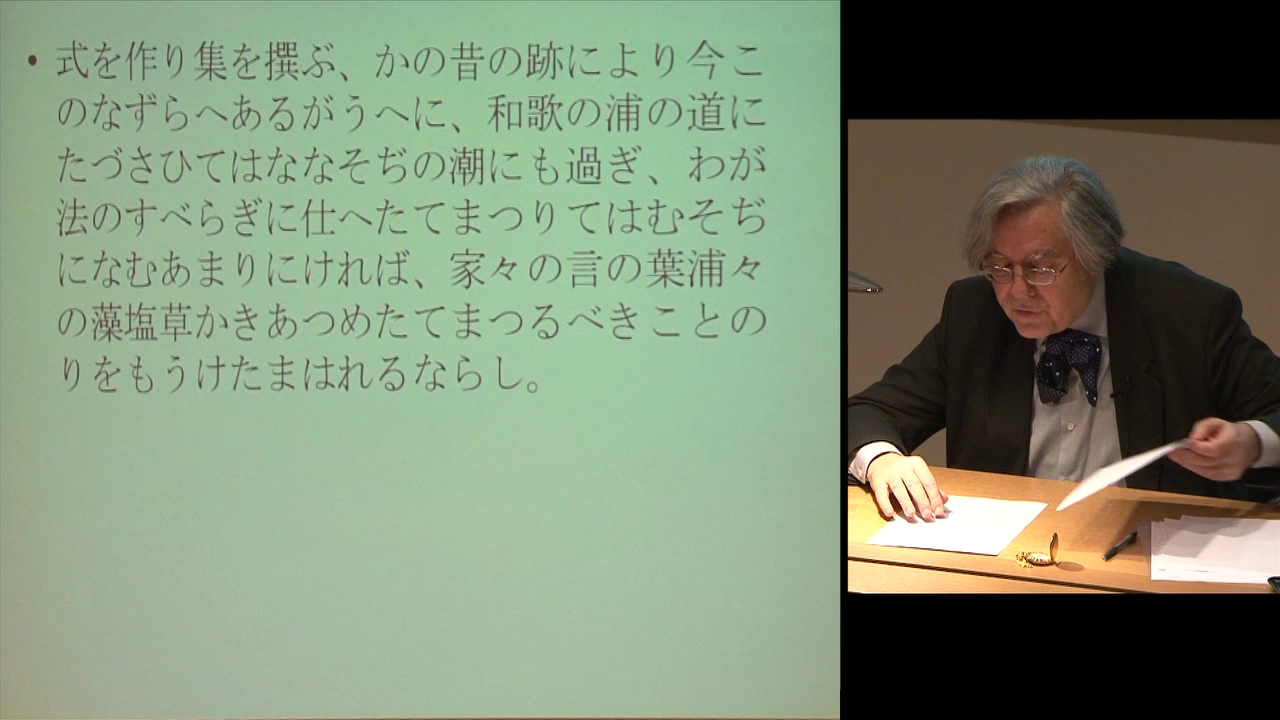 • 式を作り集を撰ぶ、かの昔の跡により今こ
のなずらへあるがうへに、和歌の浦の道に
たづさひてはななそぢの潮にも過ぎ、わが
法のすべらぎに仕へたてまつりてはむそぢ
になむあまりにければ、家々の言の葉浦々
の藻塩草かきあつめたてまつるべきことの
りをもうけたまはれるならし。